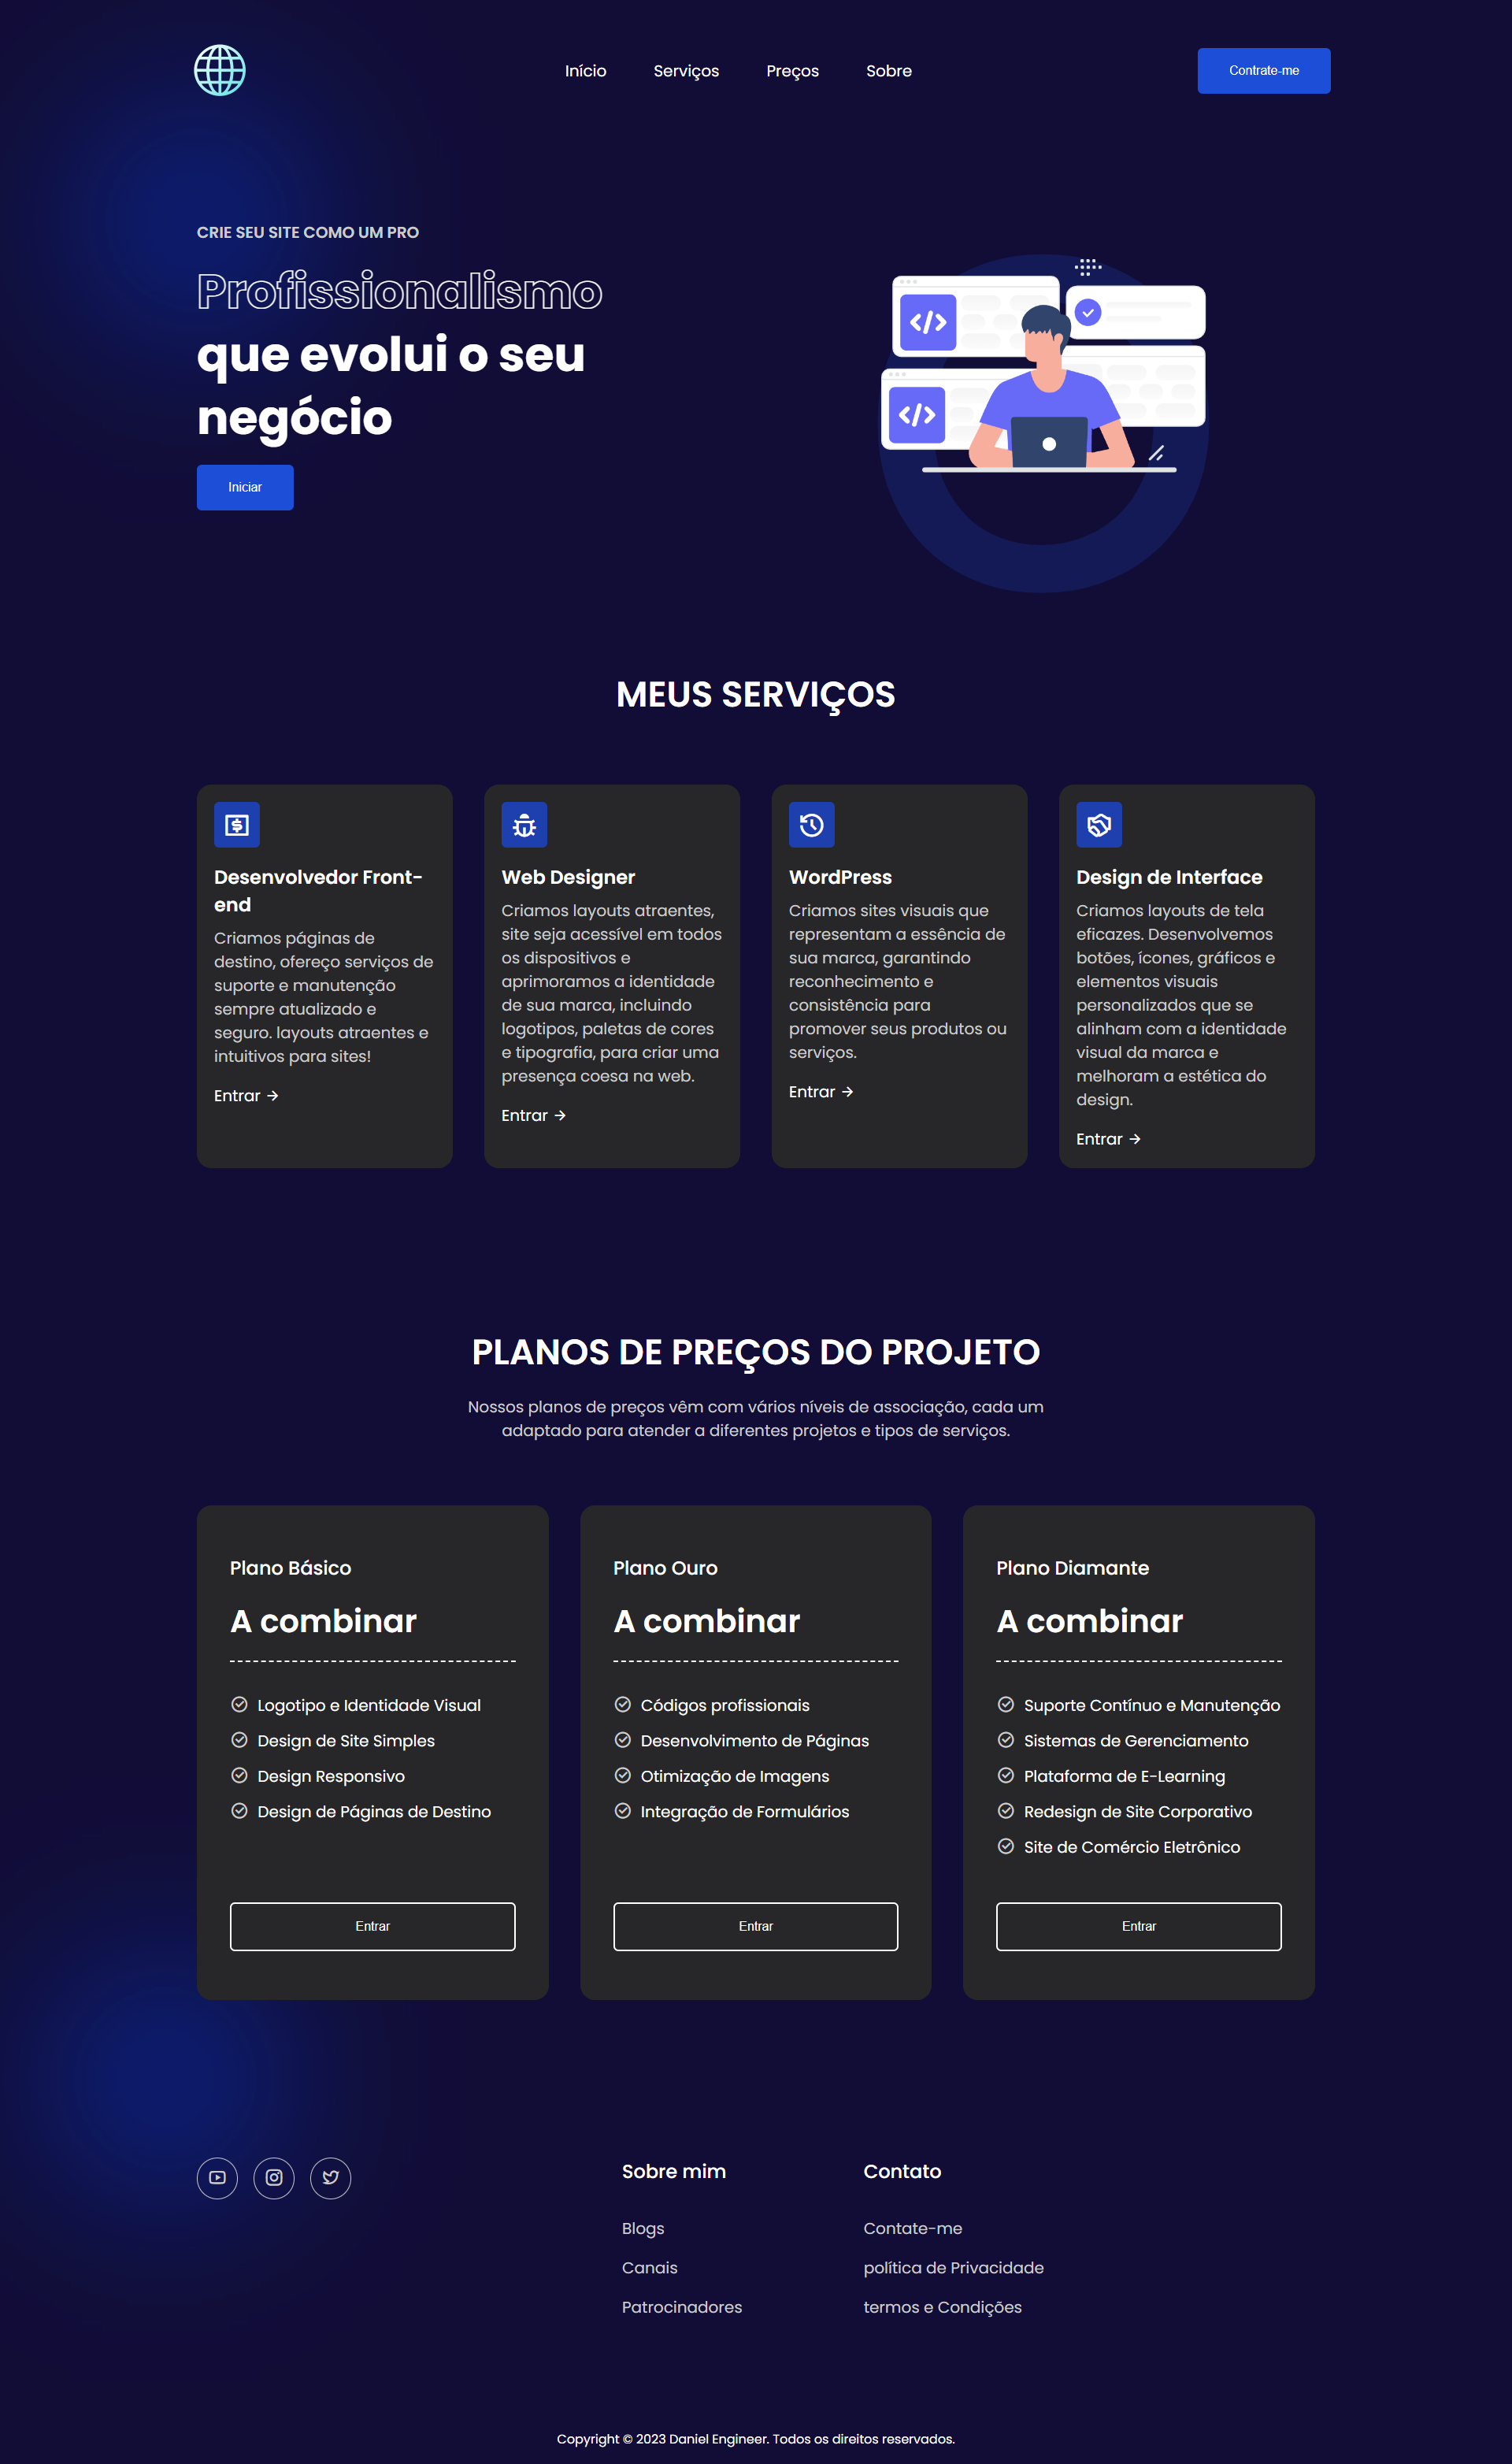 Início
Serviços
Preços
Sobre
Contrate-me
CRIE SEU SITE COMO UM PRO
Profissionalismo
que evolui o seu
negócio
Iniciar
MEUS SERVIÇOS
Desenvolvedor Front-
end
Criamos páginas de
destino, ofereço serviços de
suporte e manutenção
sempre atualizado e
seguro. layouts atraentes e
intuitivos para sites!
Entrar →
Web Designer
Criamos layouts atraentes,
site seja acessível em todos
os dispositivos e
aprimoramos a identidade
de sua marca, incluindo
logotipos, paletas de cores
e tipografia, para criar uma
presença coesa na web.
Entrar →
WordPress
Criamos sites visuais que
representam a essência de
sua marca, garantindo
reconhecimento e
consistência para
promover seus produtos ou
serviços.
Entrar →
Design de Interface
Criamos layouts de tela
eficazes. Desenvolvemos
botões, ícones, gráficos e
elementos visuais
personalizados que se
alinham com a identidade
visual da marca e
melhoram a estética do
design.
Entrar →
PLANOS DE PREÇOS DO PROJETO
Nossos planos de preços vêm com vários níveis de associação, cada um
adaptado para atender a diferentes projetos e tipos de serviços.
Plano Básico
A combinar
Logotipo e Identidade Visual
Design de Site Simples
Design Responsivo
Design de Páginas de Destino
Entrar
Plano Ouro
A combinar
Códigos profissionais
Desenvolvimento de Páginas
Otimização de Imagens
Integração de Formulários
Entrar
Plano Diamante
A combinar
Suporte Contínuo e Manutenção
Sistemas de Gerenciamento
Plataforma de E-Learning
Redesign de Site Corporativo
Site de Comércio Eletrônico
Entrar
Sobre mim
Blogs
Canais
Patrocinadores
Contato
Contate-me
política de Privacidade
termos e Condições
Copyright © 2023 Daniel Engineer. Todos os direitos reservados.